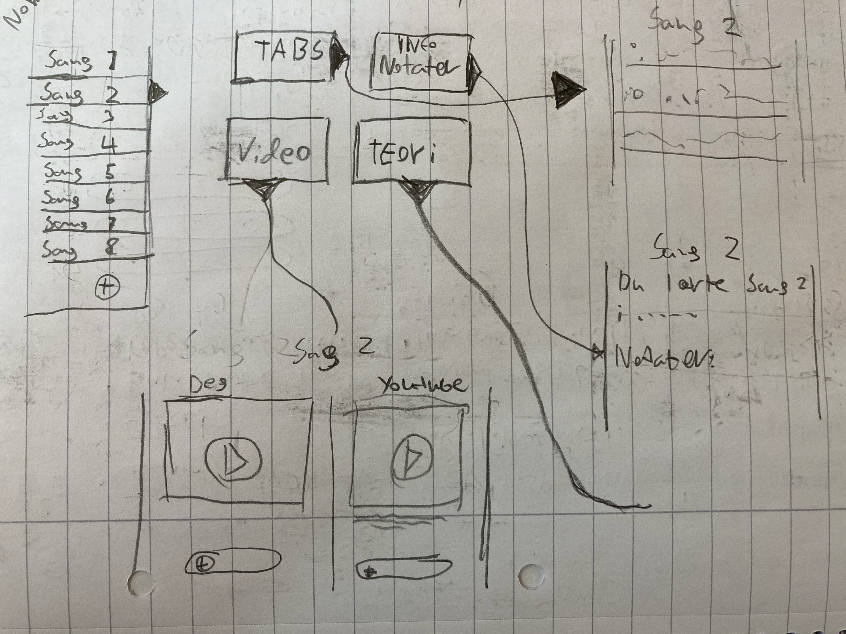 Sang 1
Sang 2
Sang 3
Sang 4
Sang 5
Sang 6
Sang 7
Sang 8
+
TABS
Info
Notater
Video
TEORi
Sang 2
Sang 2
Du lærte Sang 2
i .....
Notater:
Sang 2
Deg
Youtube
+
+